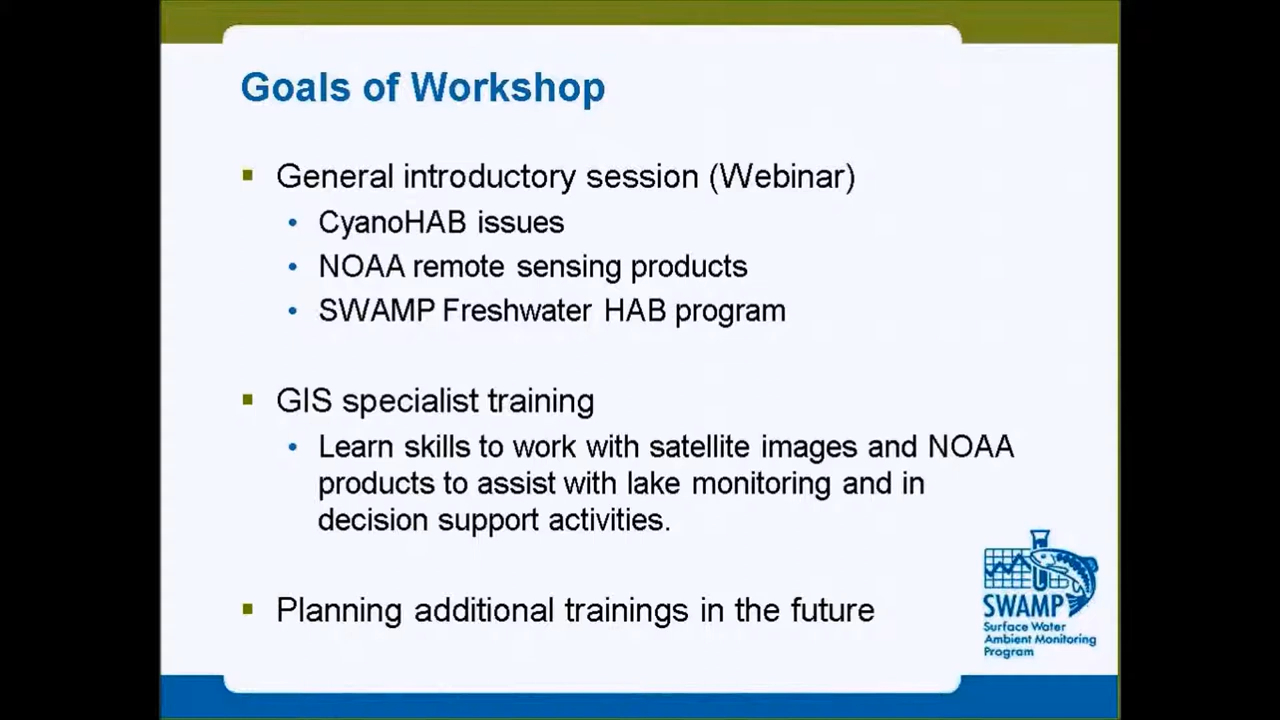 Goals of Workshop
General introductory session (Webinar)
CyanoHAB issues
NOAA remote sensing products
SWAMP Freshwater HAB program
GIS specialist training
Learn skills to work with satellite images and NOAA
products to assist with lake monitoring and in
decision support activities.
Planning additional trainings in the future
SWAMP
Surface Water
Ambient Monitoring
Program